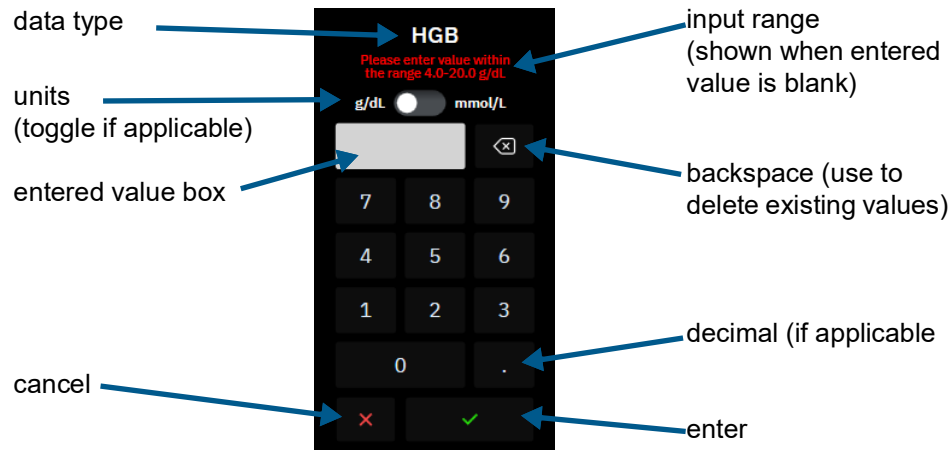 data type
units
(toggle if applicable)
entered value box
cancel
HGB
Please enter value within
the range 4.0-20.0 g/dL
g/dL mmol/L
7 8 9
4 5 6
1 2 3
0 .
input range
(shown when entered
value is blank)
backspace (use to
delete existing values)
decimal (if applicable
enter